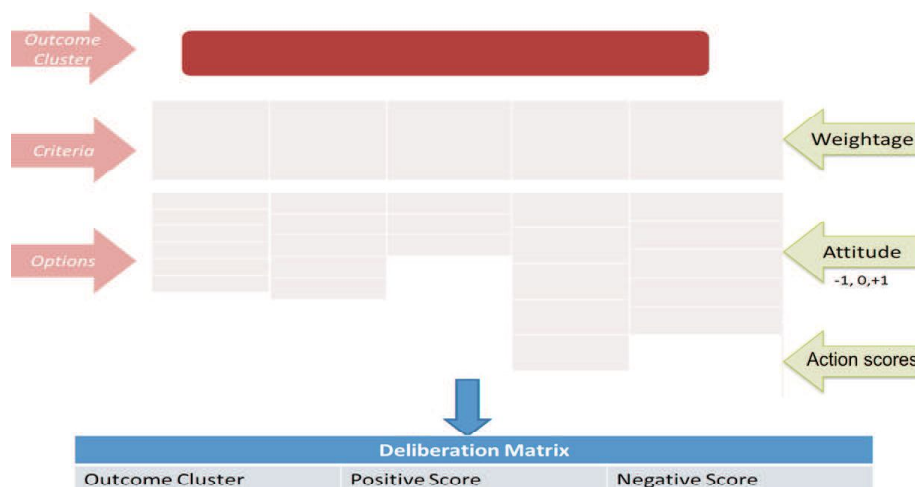 Outcome
Cluster
Criteria
Weightage
Options
Attitude
-1, 0,+1
Action scores
Deliberation Matrix
Outcome Cluster Positive Score Negative Score